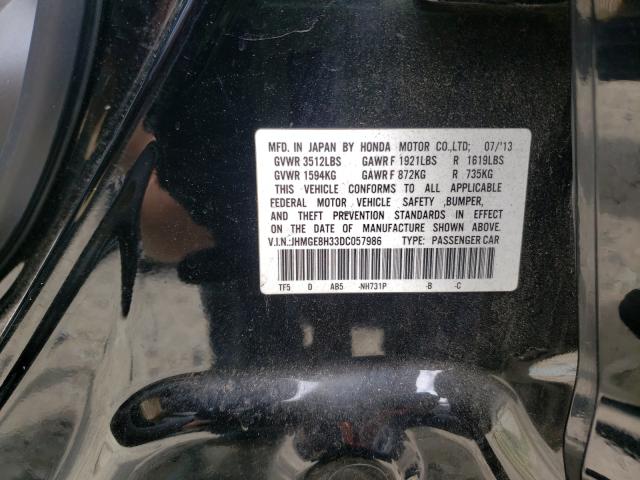 MFD. IN JAPAN BY HONDA MOTOR CO.,LTD; 07/'13
GVWR 3512LBS GAWR F 1921LBS R 1619LBS
GVWR 1594KG GAWR F 872KG R 735KG
THIS VEHICLE CONFORMS TO ALL APPLICABLE
FEDERAL MOTOR VEHICLE SAFETY ,BUMPER,
AND THEFT PREVENTION STANDARDS IN EFFECT
ON THE DATE OF MANUFACTURE SHOWN ABOVE.
V.I.N.:JHMGE8H33DC057986 TYPE: PASSENGER CAR
TF5 D AB5 -NH731P -B -C